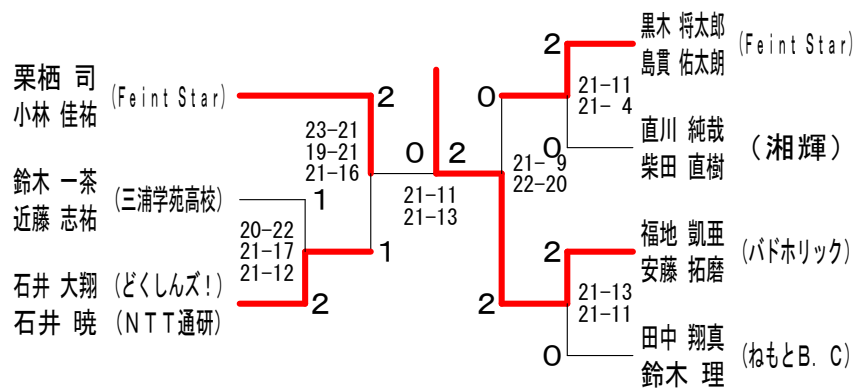 栗栖 司
小林 佳祐
(Feint Star)
2
23-21
19-21
21-16
鈴木 一茶
近藤 志祐
(三浦学苑高校)
1
20-22
21-17
21-12
1
石井 大翔 (どくしんズ!)
石井 暁 (NTT通研)
2
0
2
21-11
21-13
黒木 将太郎
島貫 佑太朗
(Feint Star)
2
0
21-11
21- 4
直川 純哉
柴田 直樹
(湘輝)
0
21- 9
22-20
福地 凱亜
安藤 拓磨
(バドホリック)
2
2
21-13
21-11
田中 翔真
鈴木 理
(ねもとB. C)
0